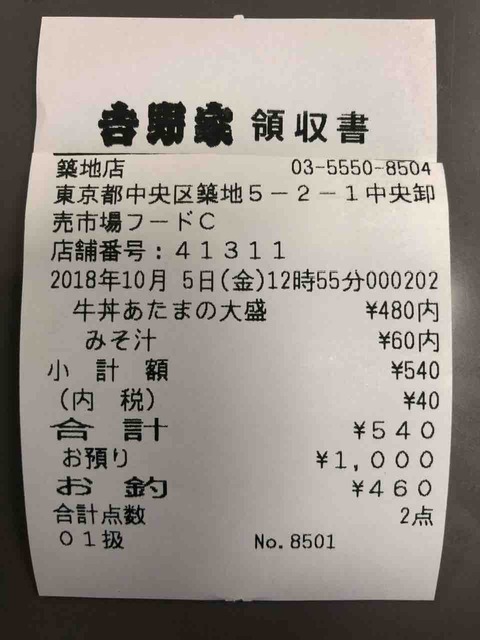 吉野家 領収書
築地店 03-5550-8504
東京都中央区築地5-2-1中央卸
売市場フードC
店舗番号:41311
2018年10月 5日(金)12時55分000202
牛丼あたまの大盛 ¥480内
みそ汁 ¥60内
小 計 額 ¥540
(内 税) ¥40
合 計 ¥540
お預り ¥1,000
お 釣 ¥460
合計点数 2点
01扱 No.8501